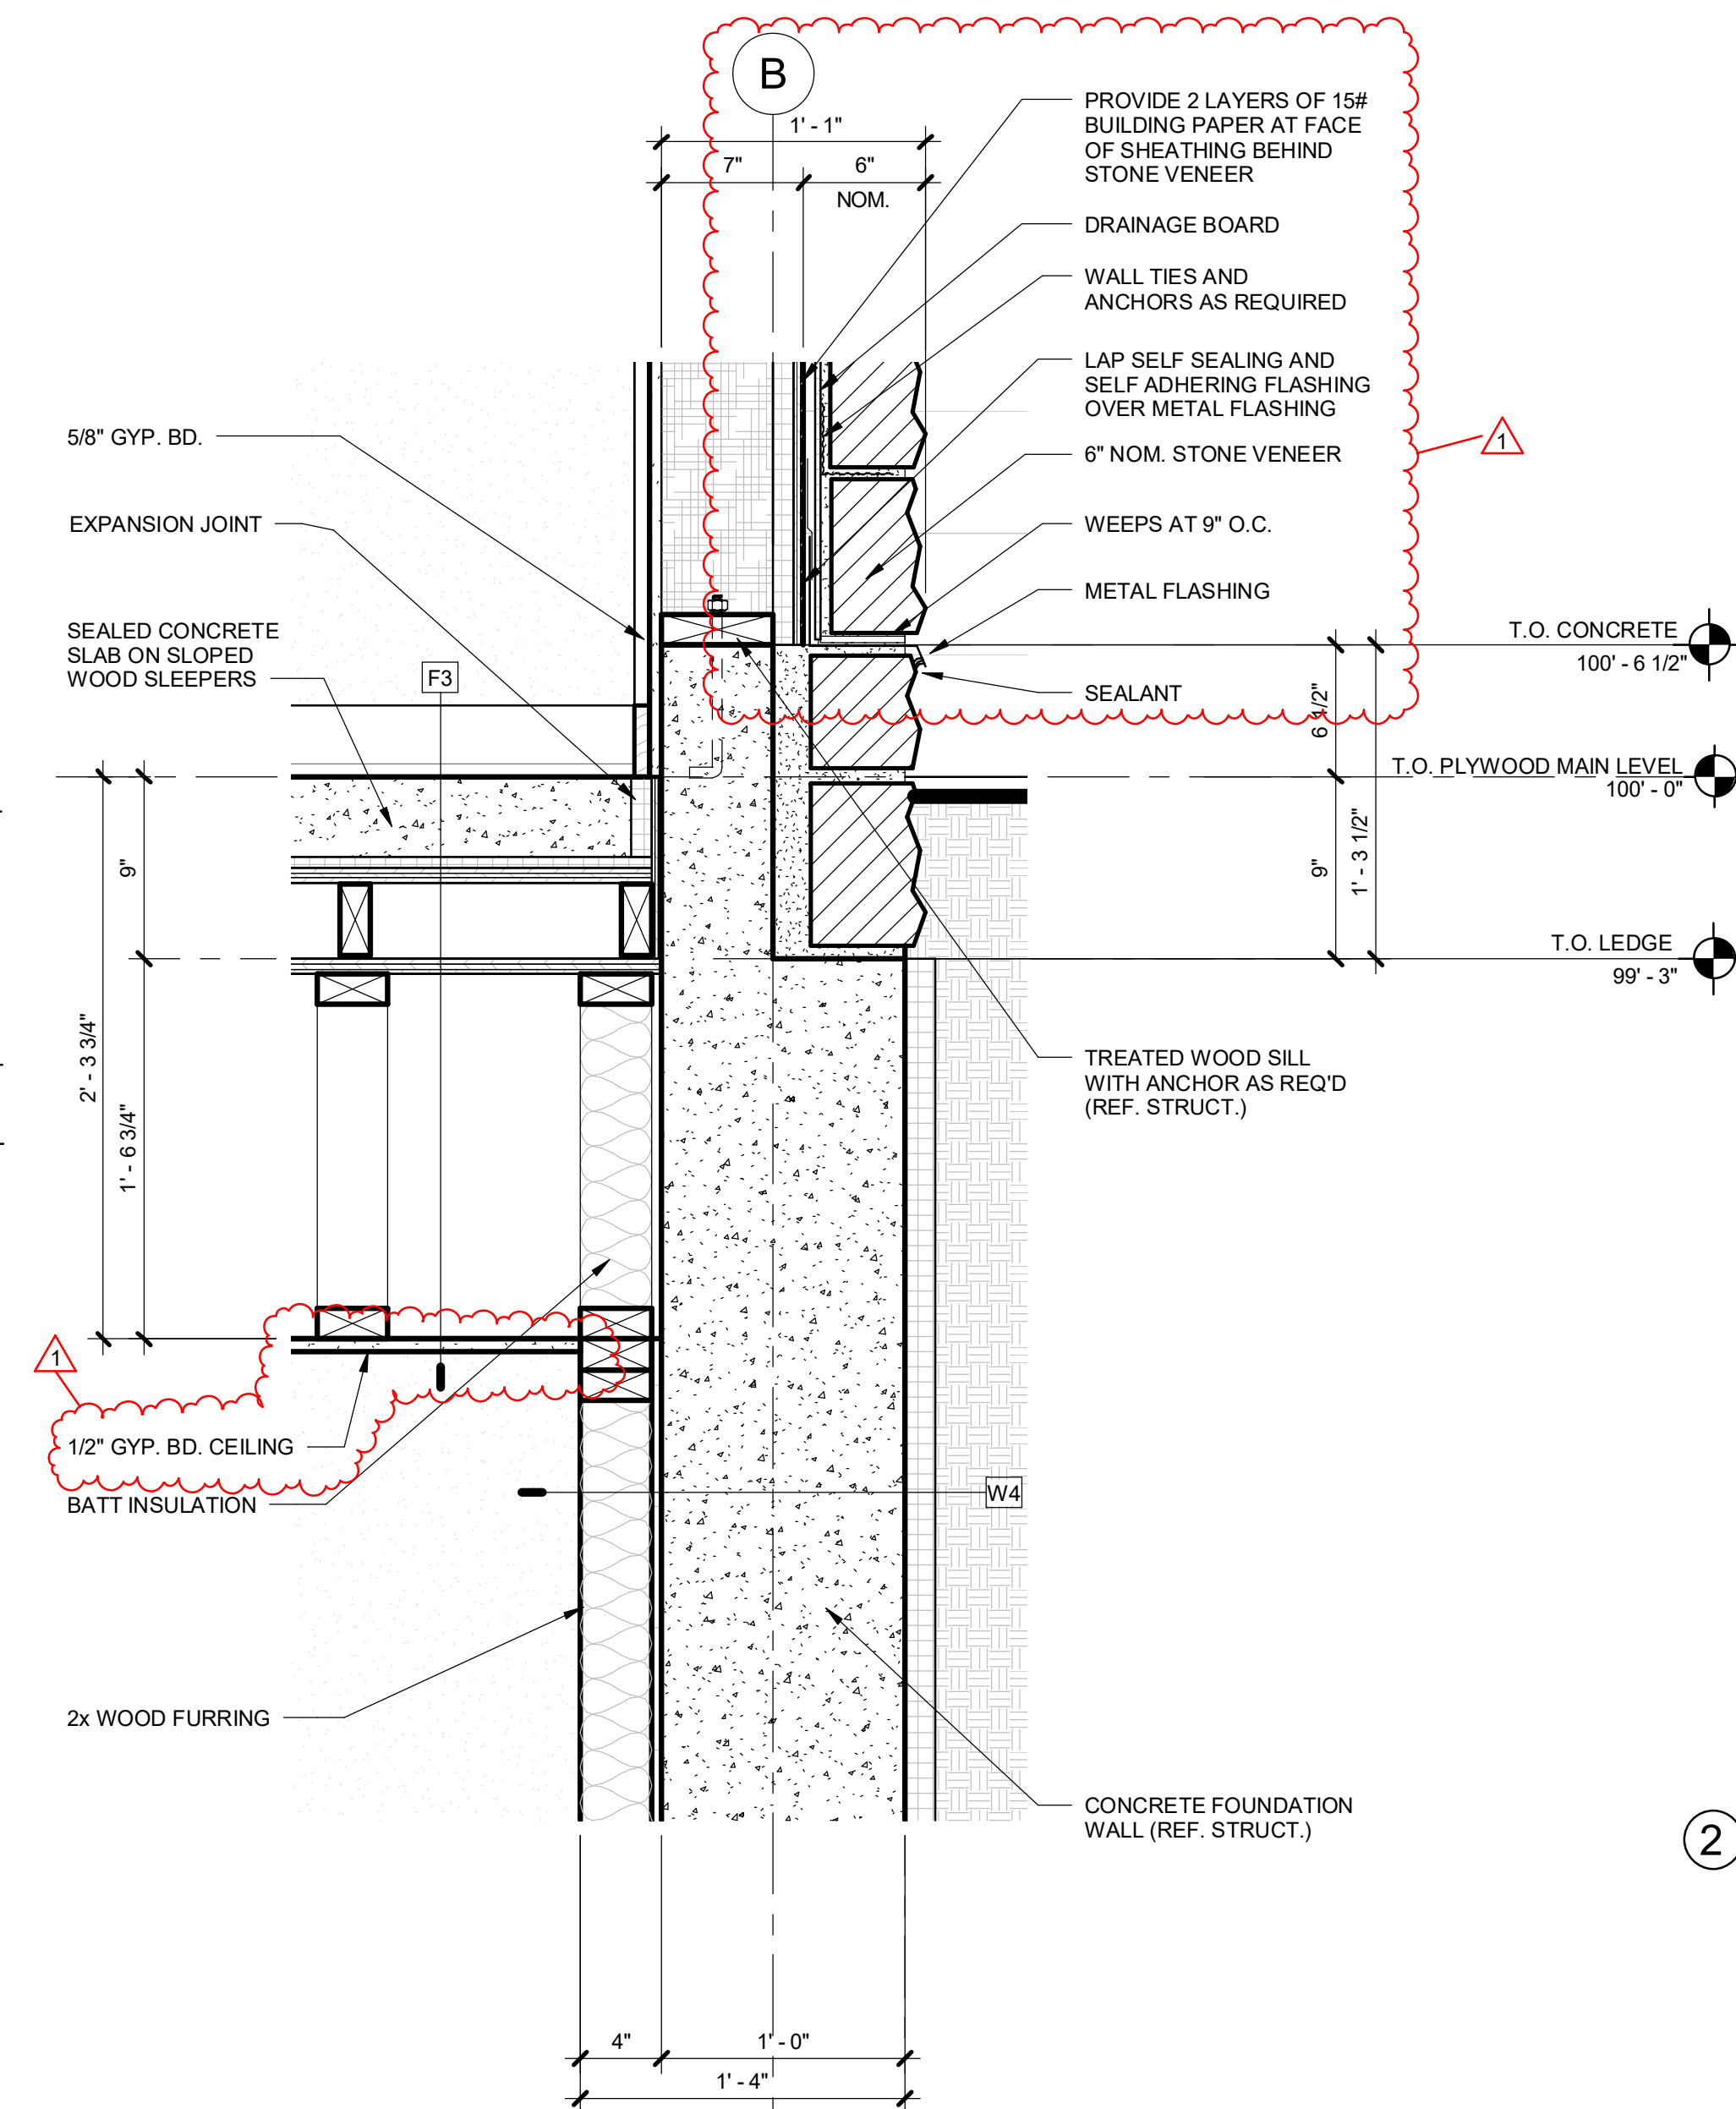 B
1' - 1"
7"
6"
NOM.
PROVIDE 2 LAYERS OF 15#
BUILDING PAPER AT FACE
OF SHEATHING BEHIND
STONE VENEER
DRAINAGE BOARD
WALL TIES AND
ANCHORS AS REQUIRED
LAP SELF SEALING AND
SELF ADHERING FLASHING
OVER METAL FLASHING
6" NOM. STONE VENEER
1
WEEPS AT 9" O.C.
METAL FLASHING
SEALANT
5/8" GYP. BD.
EXPANSION JOINT
SEALED CONCRETE
SLAB ON SLOPED
WOOD SLEEPERS
F3
T.O. CONCRETE
100' - 6 1/2"
T.O. PLYWOOD MAIN LEVEL
100' - 0"
T.O. LEDGE
99' - 3"
6 1/2"
9"
1' - 3 1/2"
9"
2' - 3 3/4"
1' - 6 3/4"
TREATED WOOD SILL
WITH ANCHOR AS REQ'D
(REF. STRUCT.)
1
1/2" GYP. BD. CEILING
BATT INSULATION
W4
2x WOOD FURRING
CONCRETE FOUNDATION
WALL (REF. STRUCT.)
2
4"
1' - 0"
1' - 4"